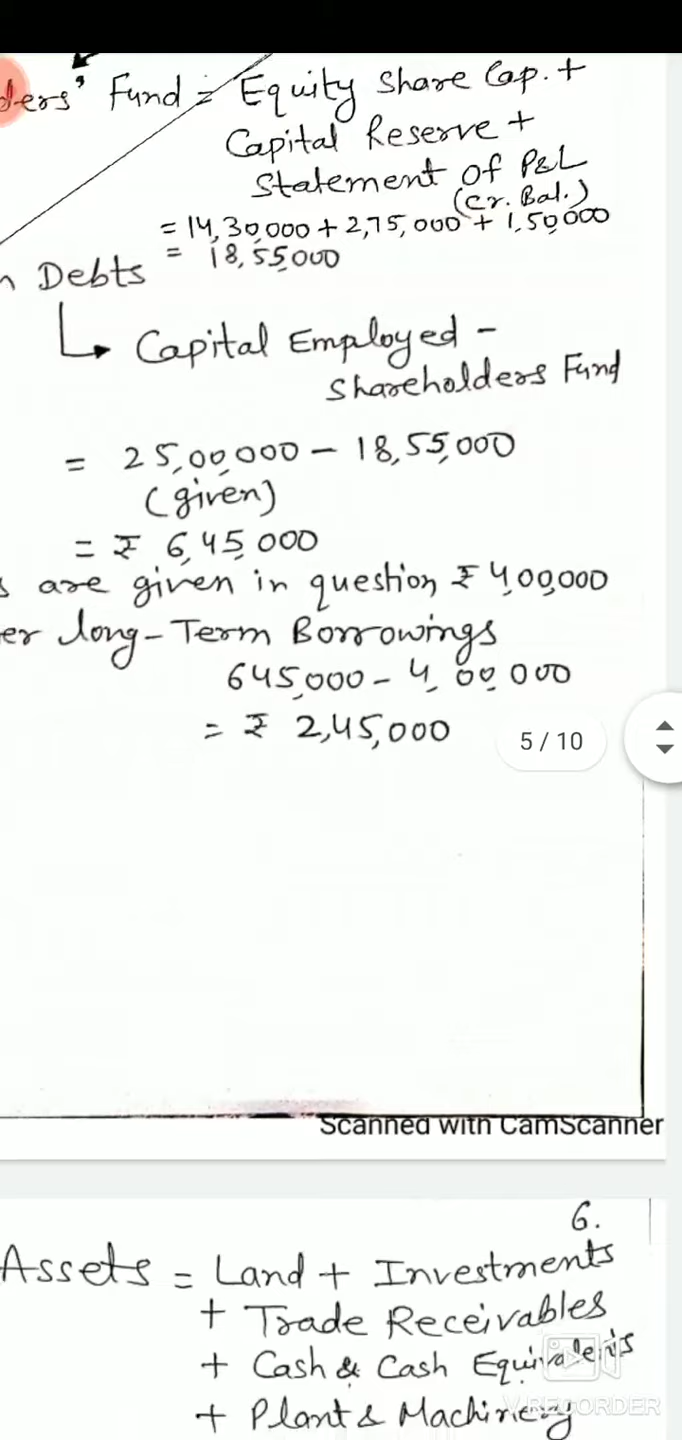 ders' Fund = Equity Share Cap. +
Capital Reserve +
Statement of P&L
(Cr. Bal.)
= 14,30,000 + 2,75,000 + 1,50,000
= 18,55,000
n Debts
Capital Employed -
Shareholders Fund
= 25,00,000 - 18,55,000
(given)
= ₹ 6,45,000
s are given in question ₹ 4,00,000
er long-Term Borrowings
645,000 - 4,00,000
= ₹ 2,45,000
5 / 10
Scanned with CamScanner
6.
Assets = Land + Investments
+ Trade Receivables
+ Cash & Cash Equivalents
+ Plant & Machinery
V RECORDER